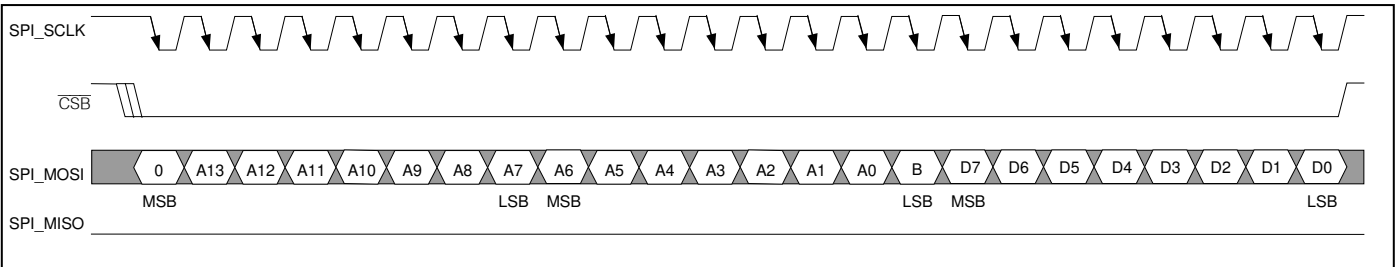 SPI_SCLK
CSB
SPI_MOSI 0 A13 A12 A11 A10 A9 A8 A7 A6 A5 A4 A3 A2 A1 A0 B D7 D6 D5 D4 D3 D2 D1 D0
MSB LSB MSB LSB MSB LSB
SPI_MISO